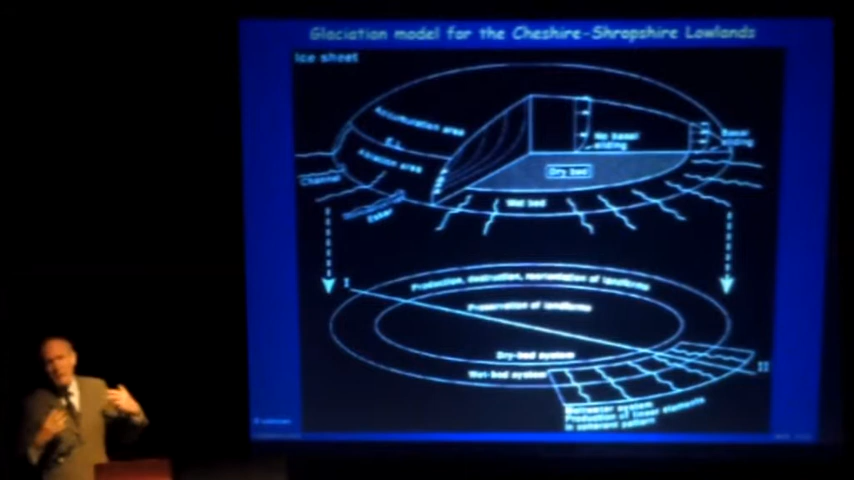 Glaciation model for the Cheshire-Shropshire Lowlands
Ice sheet
Accumulation area
E.L.
Ablation area
No basal
sliding
Basal
sliding
Dry bed
Channel
Esker
Wet bed
I
Production, destruction, reorientation of landforms
Preservation of landforms
Dry-bed system
Wet-bed system
II
Meltwater system
Production of linear elements
in coherent pattern